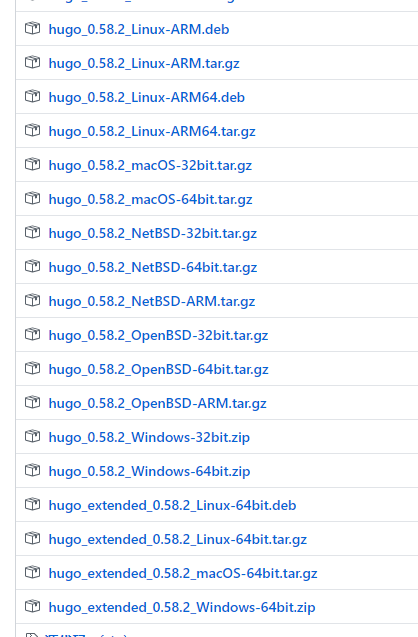 hugo_0.58.2_Linux-ARM.deb
hugo_0.58.2_Linux-ARM.tar.gz
hugo_0.58.2_Linux-ARM64.deb
hugo_0.58.2_Linux-ARM64.tar.gz
hugo_0.58.2_macOS-32bit.tar.gz
hugo_0.58.2_macOS-64bit.tar.gz
hugo_0.58.2_NetBSD-32bit.tar.gz
hugo_0.58.2_NetBSD-64bit.tar.gz
hugo_0.58.2_NetBSD-ARM.tar.gz
hugo_0.58.2_OpenBSD-32bit.tar.gz
hugo_0.58.2_OpenBSD-64bit.tar.gz
hugo_0.58.2_OpenBSD-ARM.tar.gz
hugo_0.58.2_Windows-32bit.zip
hugo_0.58.2_Windows-64bit.zip
hugo_extended_0.58.2_Linux-64bit.deb
hugo_extended_0.58.2_Linux-64bit.tar.gz
hugo_extended_0.58.2_macOS-64bit.tar.gz
hugo_extended_0.58.2_Windows-64bit.zip